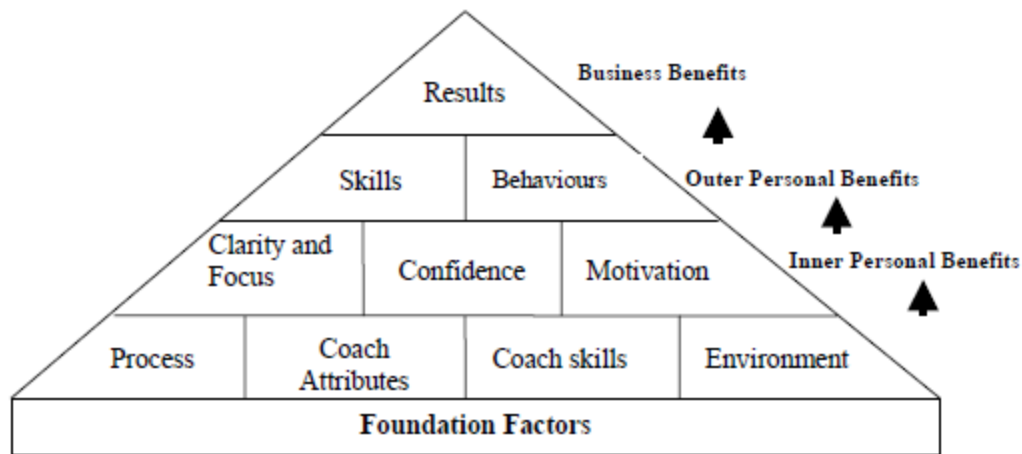 Business Benefits
Results
Skills
Behaviours
Outer Personal Benefits
Clarity and
Focus
Confidence
Motivation
Inner Personal Benefits
Process
Coach
Attributes
Coach skills
Environment
Foundation Factors